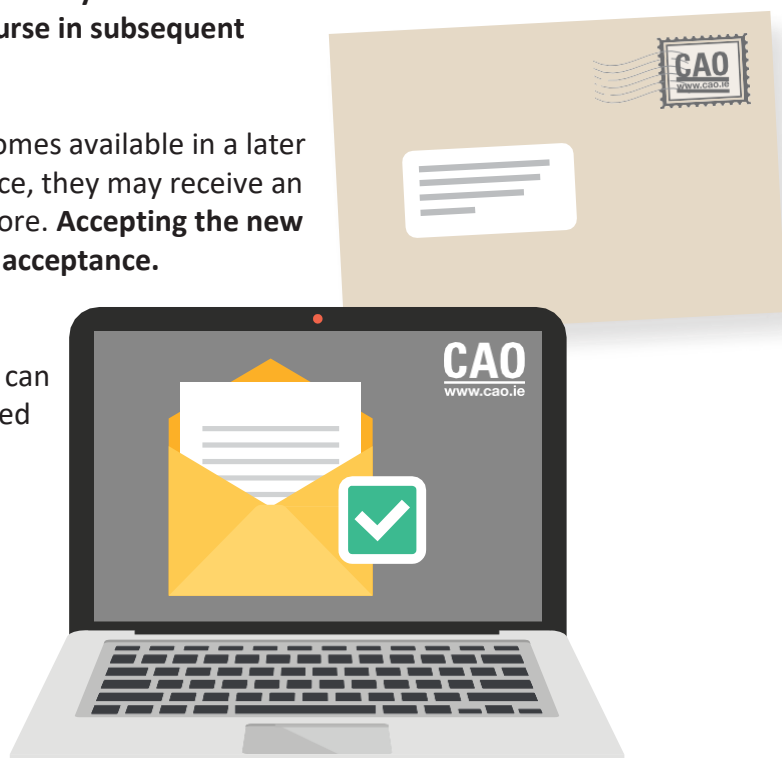 urse in subsequent
CAO
www.cao.ie
omes available in a later
ce, they may receive an
ore. Accepting the new
acceptance.
can
ed
CAO
www.cao.ie